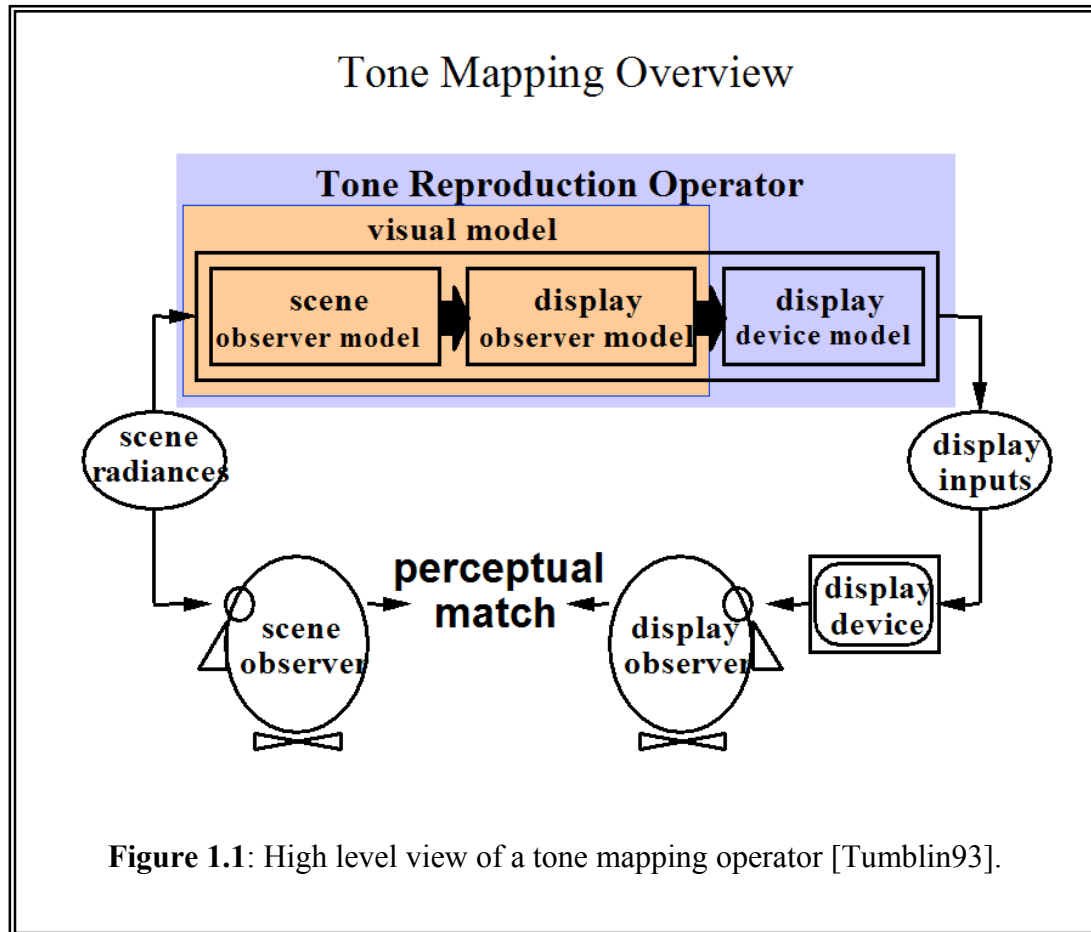 Tone Mapping Overview
Tone Reproduction Operator
visual model
scene
observer model
display
observer model
display
device model
scene
radiances
display
inputs
perceptual
match
scene
observer
display
observer
display
device
Figure 1.1: High level view of a tone mapping operator [Tumblin93].